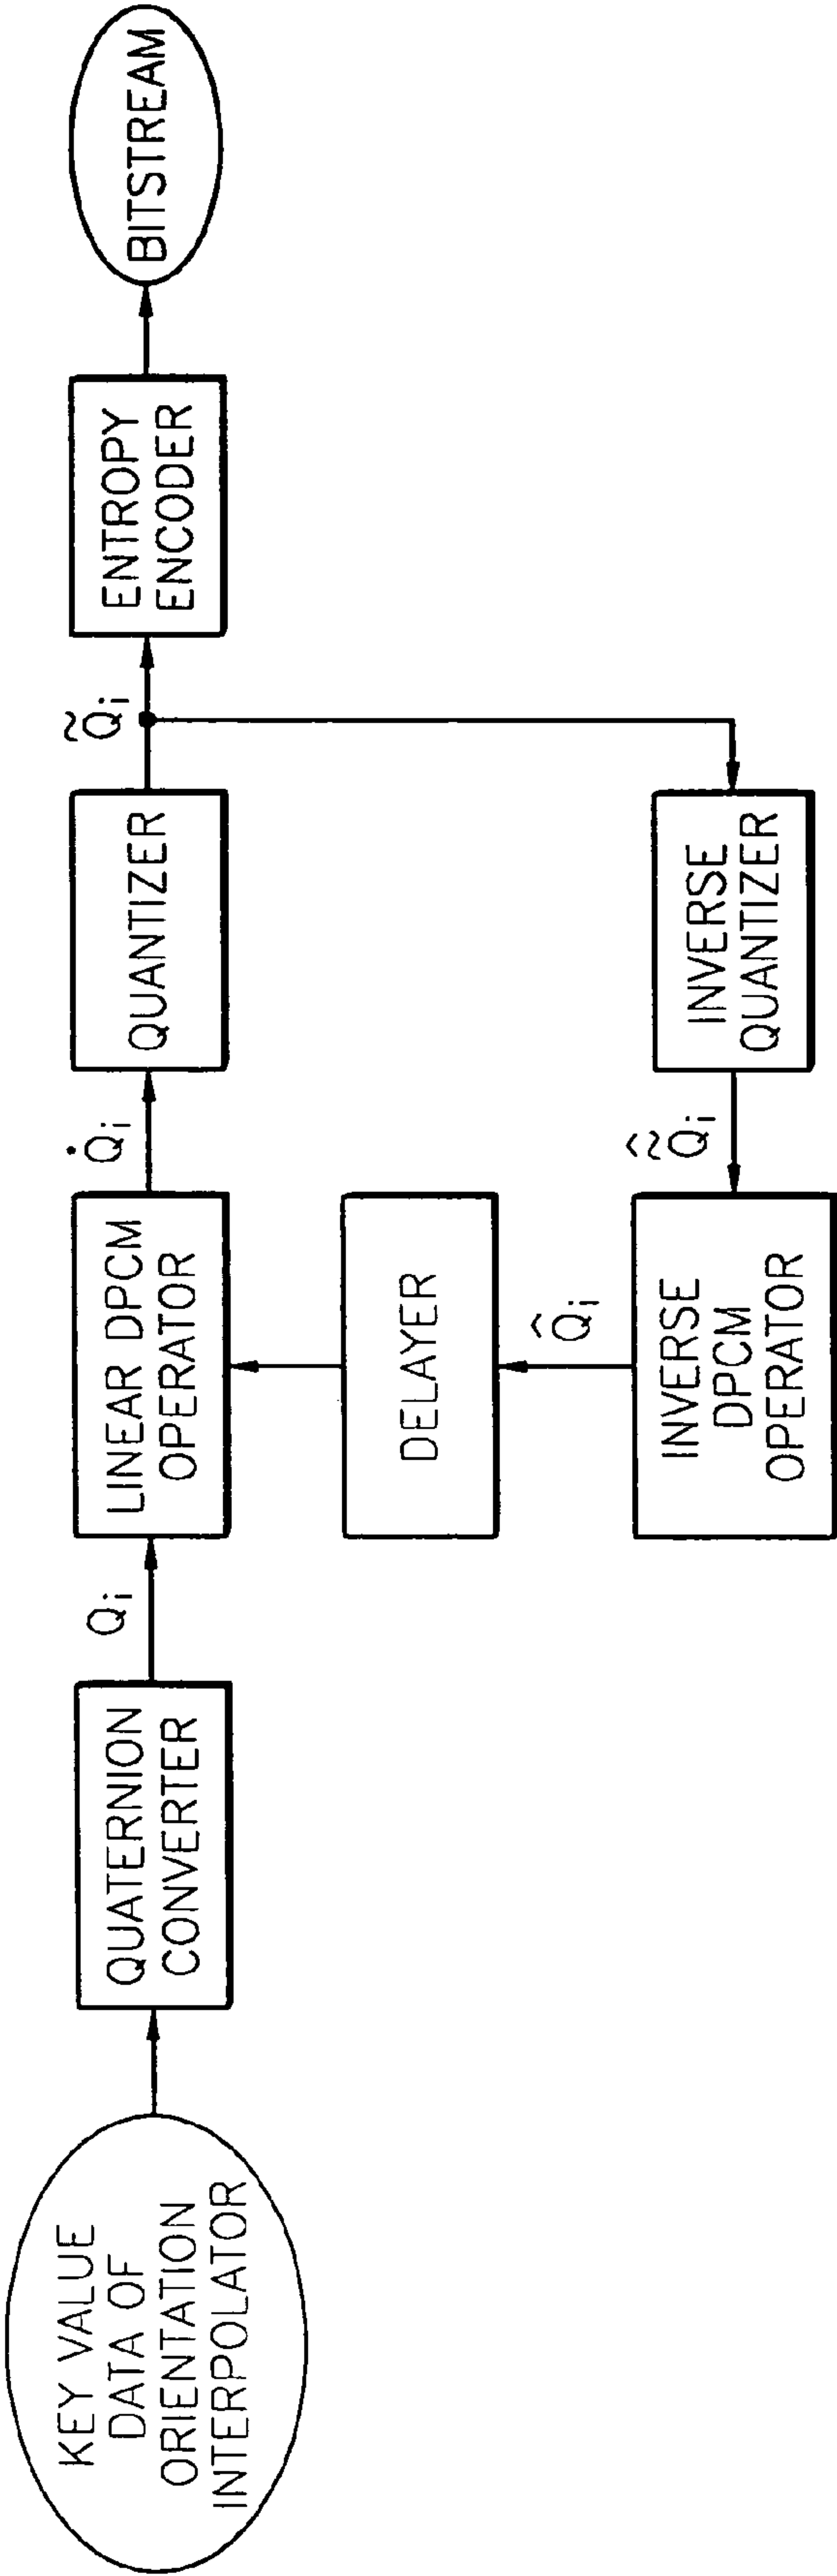 KEY VALUE
DATA OF
ORIENTATION
INTERPOLATOR
QUATERNION
CONVERTER
Qᵢ
LINEAR DPCM
OPERATOR
Q̇ᵢ
QUANTIZER
Q̃ᵢ
ENTROPY
ENCODER
BITSTREAM
DELAYER
Q̂ᵢ
INVERSE
DPCM
OPERATOR
Q̃̂ᵢ
INVERSE
QUANTIZER